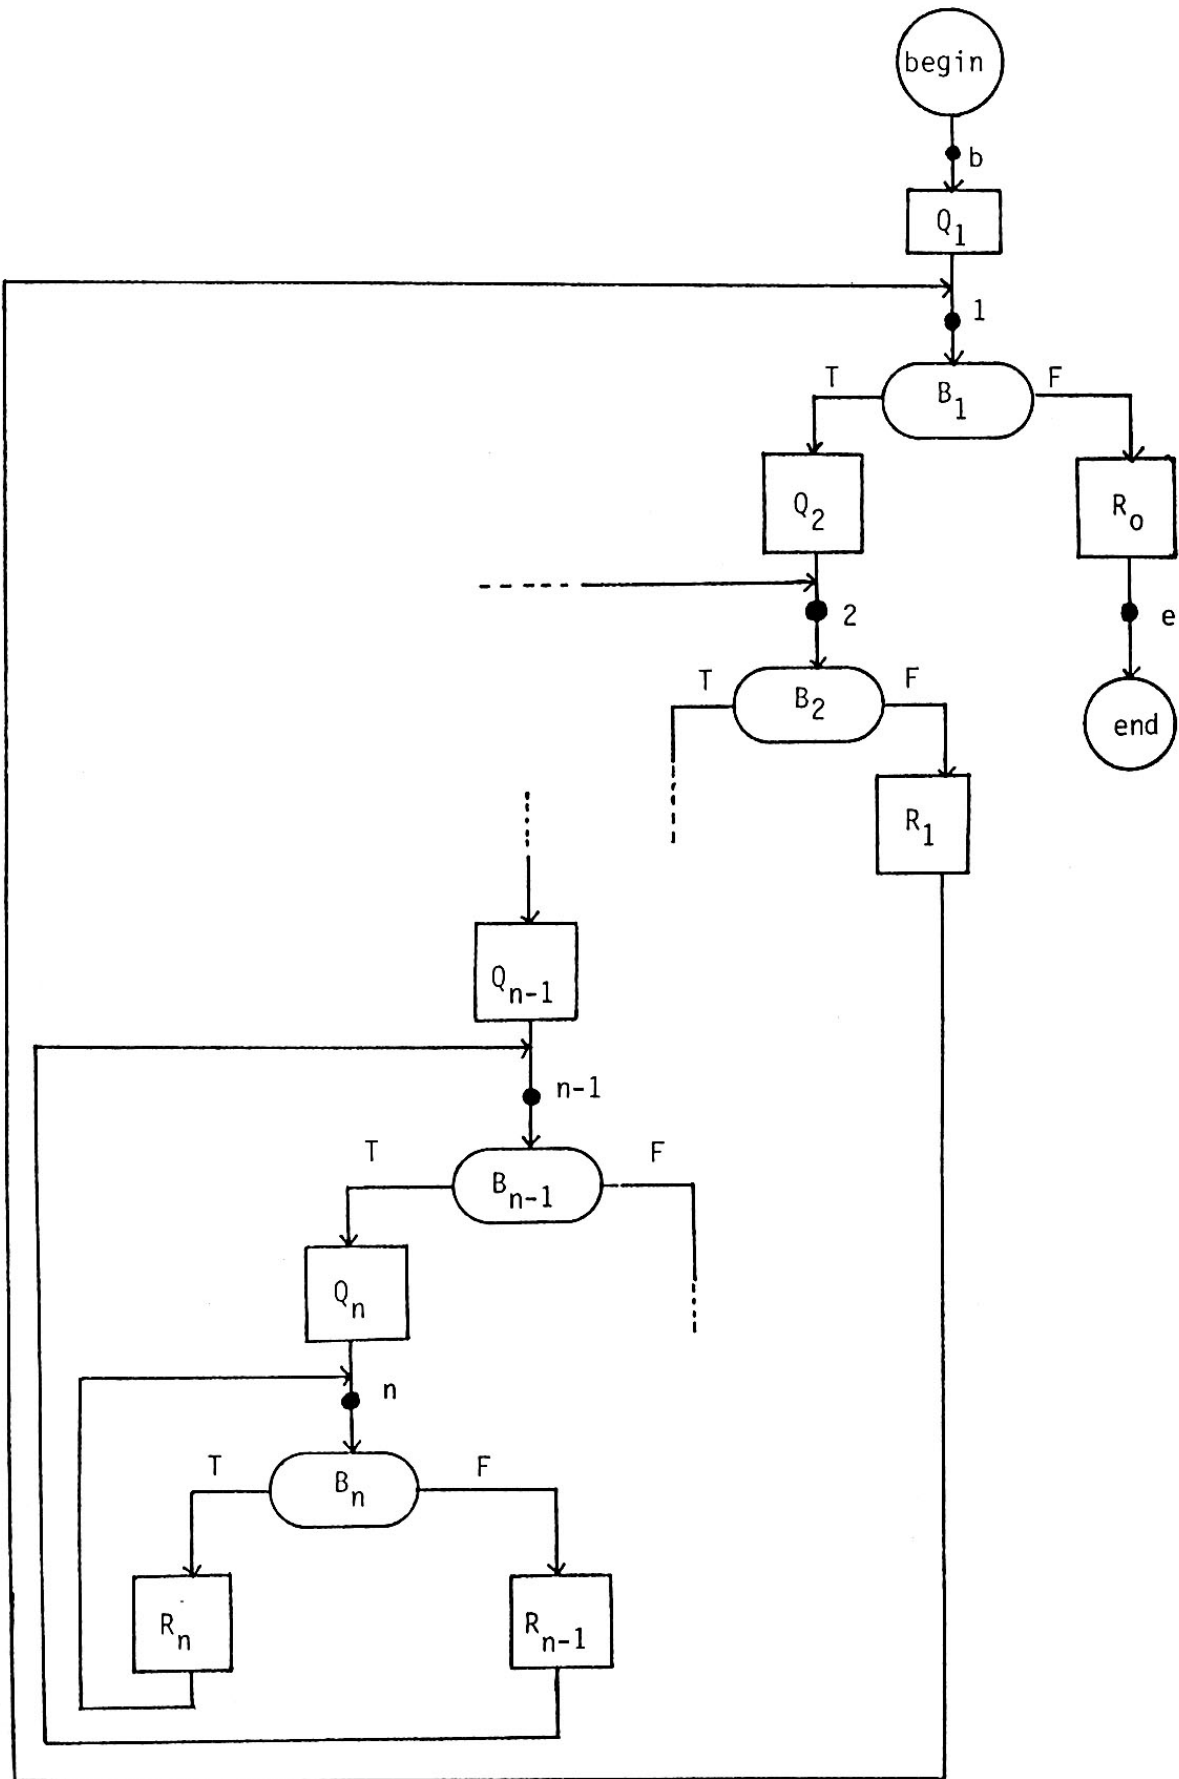 begin
b
Q1
1
T B1 F
Q2 Ro
2 e
T B2 F
end
R1
Qn-1
n-1
T Bn-1 F
Qn
n
T Bn F
Rn Rn-1